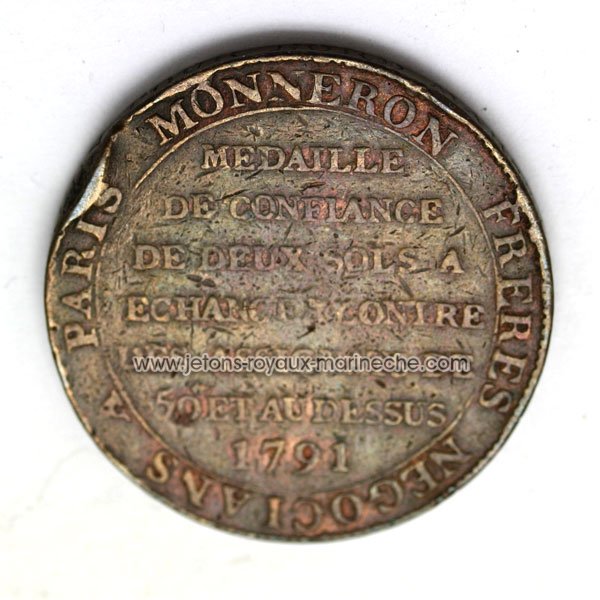 MONNERON FRERES NEGOCIANS A PARIS
MEDAILLE
DE CONFIANCE
DE DEUX SOLS A
ECHANGER CONTRE
www.jetons-royaux-marineche.com
50 ET AU DESSUS
1791